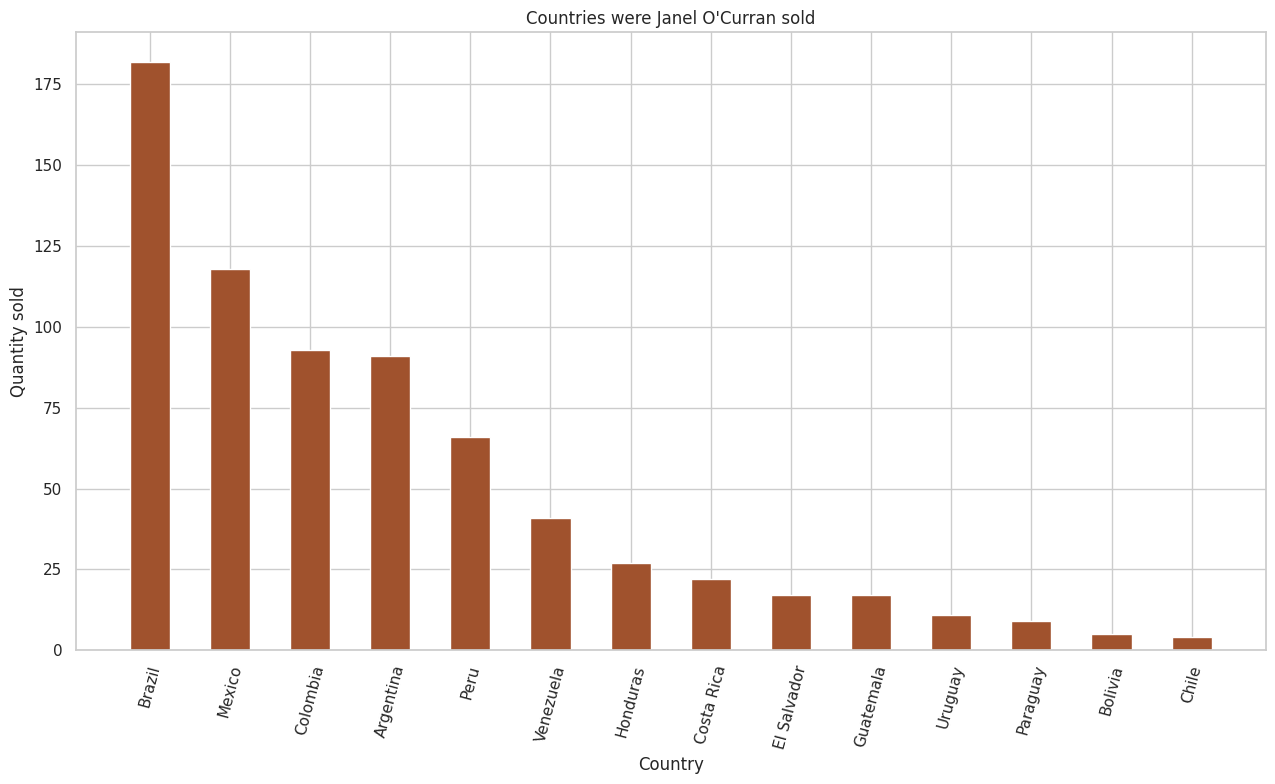 Countries were Janel O'Curran sold
Quantity sold
175
150
125
100
75
50
25
0
Brazil
Mexico
Colombia
Argentina
Peru
Venezuela
Honduras
Costa Rica
El Salvador
Guatemala
Uruguay
Paraguay
Bolivia
Chile
Country